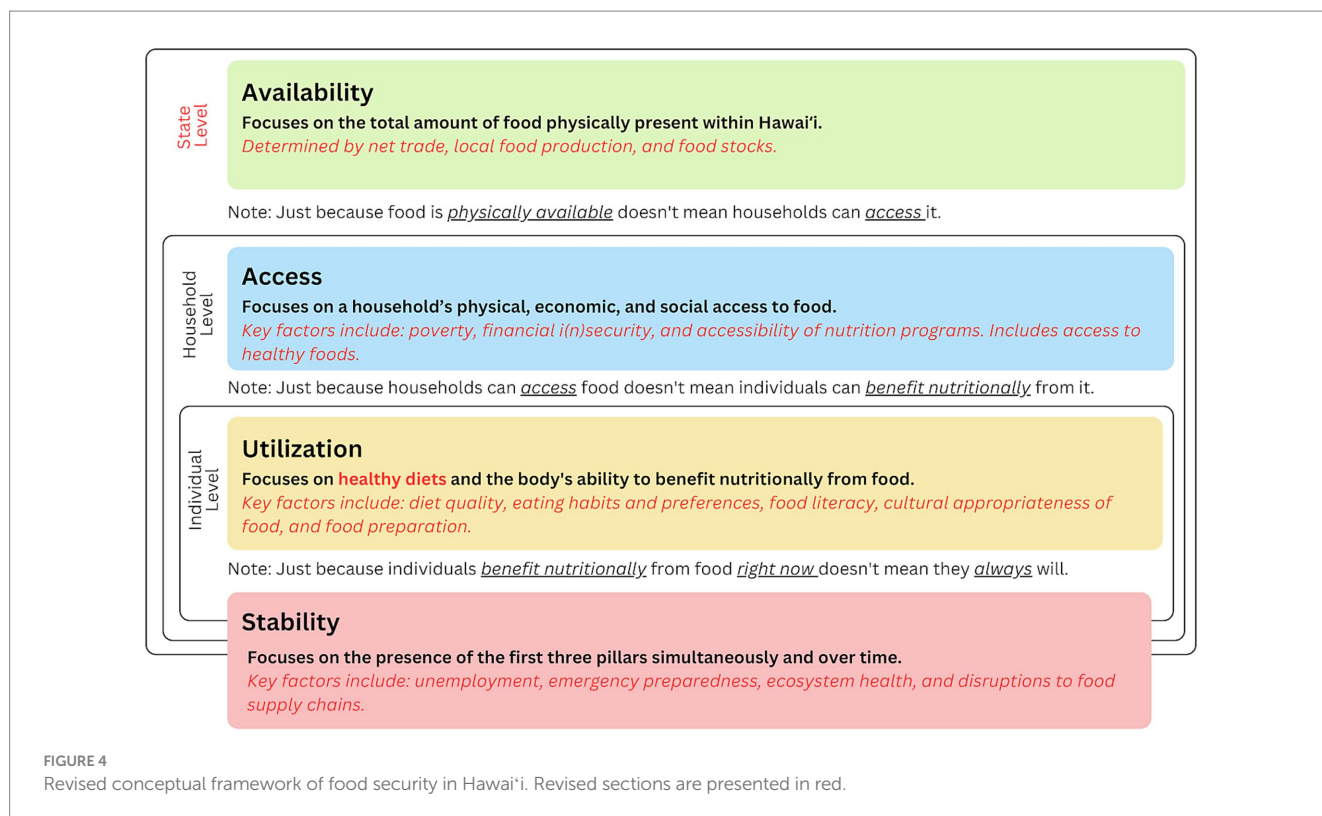 State
Level
Availability
Focuses on the total amount of food physically present within Hawaiʻi.
Determined by net trade, local food production, and food stocks.
Note: Just because food is physically available doesn't mean households can access it.
Household
Level
Access
Focuses on a household’s physical, economic, and social access to food.
Key factors include: poverty, financial i(n)security, and accessibility of nutrition programs. Includes access to
healthy foods.
Note: Just because households can access food doesn't mean individuals can benefit nutritionally from it.
Individual
Level
Utilization
Focuses on healthy diets and the body's ability to benefit nutritionally from food.
Key factors include: diet quality, eating habits and preferences, food literacy, cultural appropriateness of
food, and food preparation.
Note: Just because individuals benefit nutritionally from food right now doesn't mean they always will.
Stability
Focuses on the presence of the first three pillars simultaneously and over time.
Key factors include: unemployment, emergency preparedness, ecosystem health, and disruptions to food
supply chains.
FIGURE 4
Revised conceptual framework of food security in Hawaiʻi. Revised sections are presented in red.